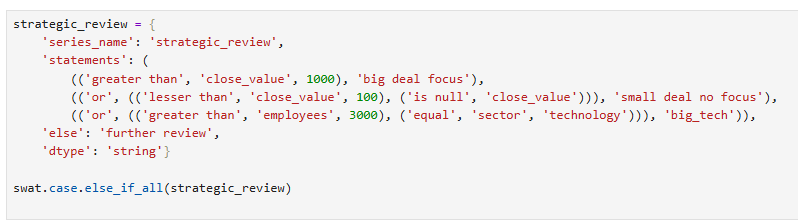 strategic_review = {
    'series_name': 'strategic_review',
    'statements': (
        (('greater than', 'close_value', 1000), 'big deal focus'),
        (('or', (('lesser than', 'close_value', 100), ('is null', 'close_value'))), 'small deal no focus'),
        (('or', (('greater than', 'employees', 3000), ('equal', 'sector', 'technology'))), 'big_tech')),
    'else': 'further review',
    'dtype': 'string'}
swat.case.else_if_all(strategic_review)